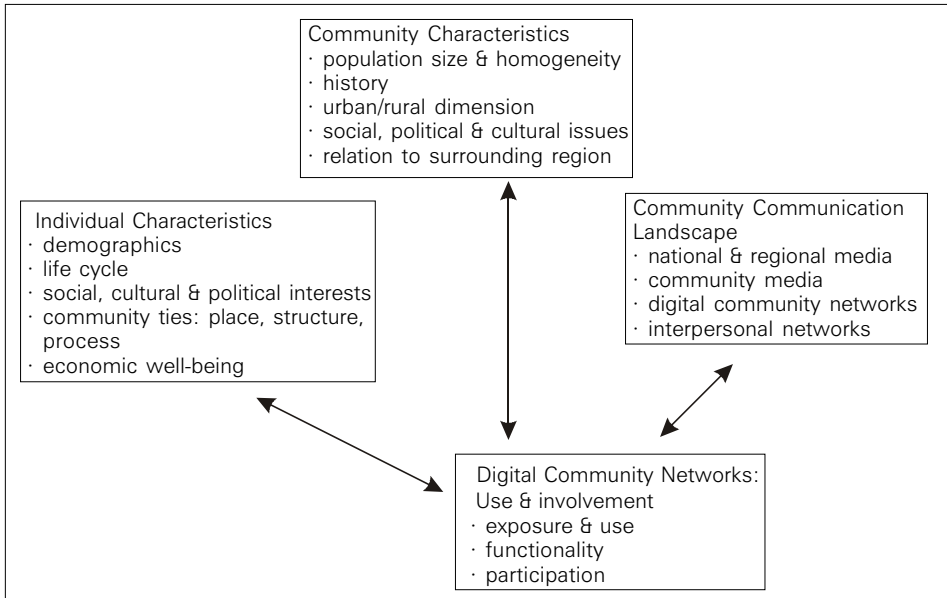 Community Characteristics
· population size & homogeneity
· history
· urban/rural dimension
· social, political & cultural issues
· relation to surrounding region
Individual Characteristics
· demographics
· life cycle
· social, cultural & political interests
· community ties: place, structure,
process
· economic well-being
Community Communication
Landscape
· national & regional media
· community media
· digital community networks
· interpersonal networks
Digital Community Networks:
Use & involvement
· exposure & use
· functionality
· participation